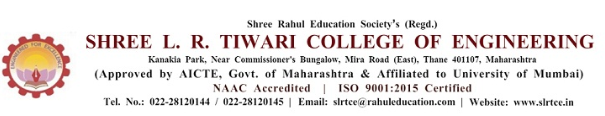 Shree Rahul Education Society's (Regd.)
SHREE L. R. TIWARI COLLEGE OF ENGINEERING
Kanakia Park, Near Commissioner's Bungalow, Mira Road (East), Thane 401107, Maharashtra
(Approved by AICTE, Govt. of Maharashtra & Affiliated to University of Mumbai)
NAAC Accredited | ISO 9001:2015 Certified
Tel. No.: 022-28120144 / 022-28120145 | Email: slrtce@rahuleducation.com | Website: www.slrtce.in